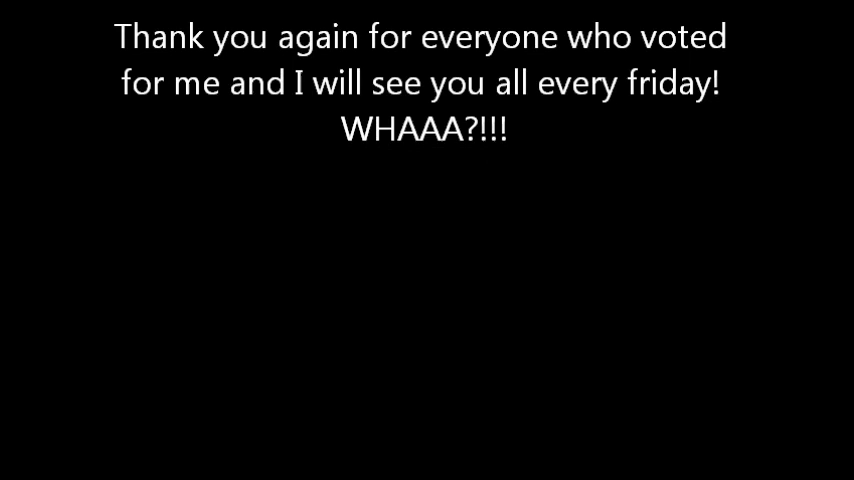 Thank you again for everyone who voted
for me and I will see you all every friday!
WHAAA?!!!